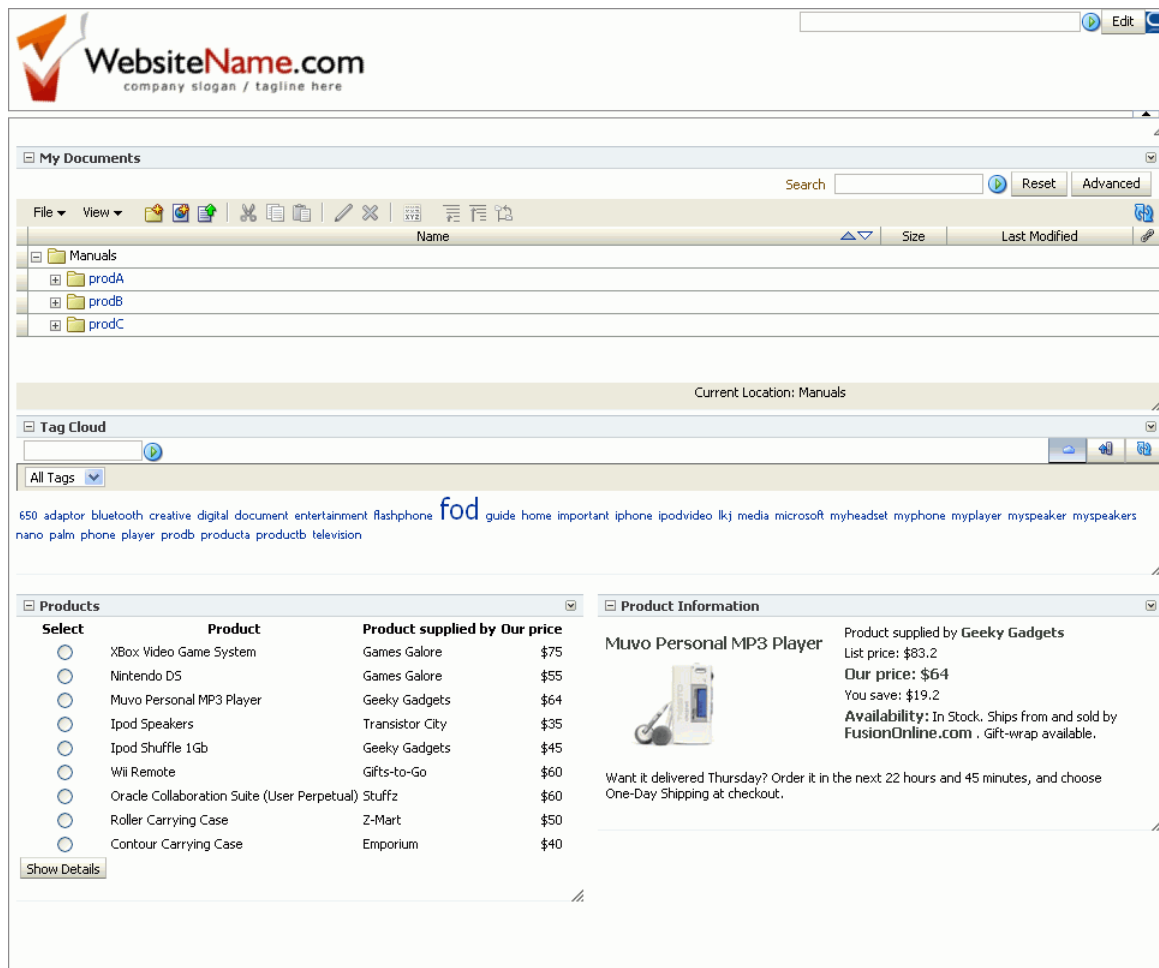 Edit
WebsiteName.com
company slogan / tagline here
My Documents
Search Reset Advanced
File View
Name Size Last Modified
Manuals
prodA
prodB
prodC
Current Location: Manuals
Tag Cloud
All Tags
650 adaptor bluetooth creative digital document entertainment flashphone fod guide home important iphone ipodvideo lkj media microsoft myheadset myphone myplayer myspeaker myspeakers
nano palm phone player prodb producta productb television
Products
Select Product Product supplied by Our price
XBox Video Game System Games Galore $75
Nintendo DS Games Galore $55
Muvo Personal MP3 Player Geeky Gadgets $64
Ipod Speakers Transistor City $35
Ipod Shuffle 1Gb Geeky Gadgets $45
Wii Remote Gifts-to-Go $60
Oracle Collaboration Suite (User Perpetual) Stuffz $60
Roller Carrying Case Z-Mart $50
Contour Carrying Case Emporium $40
Show Details
Product Information
Muvo Personal MP3 Player
Product supplied by Geeky Gadgets
List price: $83.2
Our price: $64
You save: $19.2
Availability: In Stock. Ships from and sold by
FusionOnline.com . Gift-wrap available.
Want it delivered Thursday? Order it in the next 22 hours and 45 minutes, and choose
One-Day Shipping at checkout.